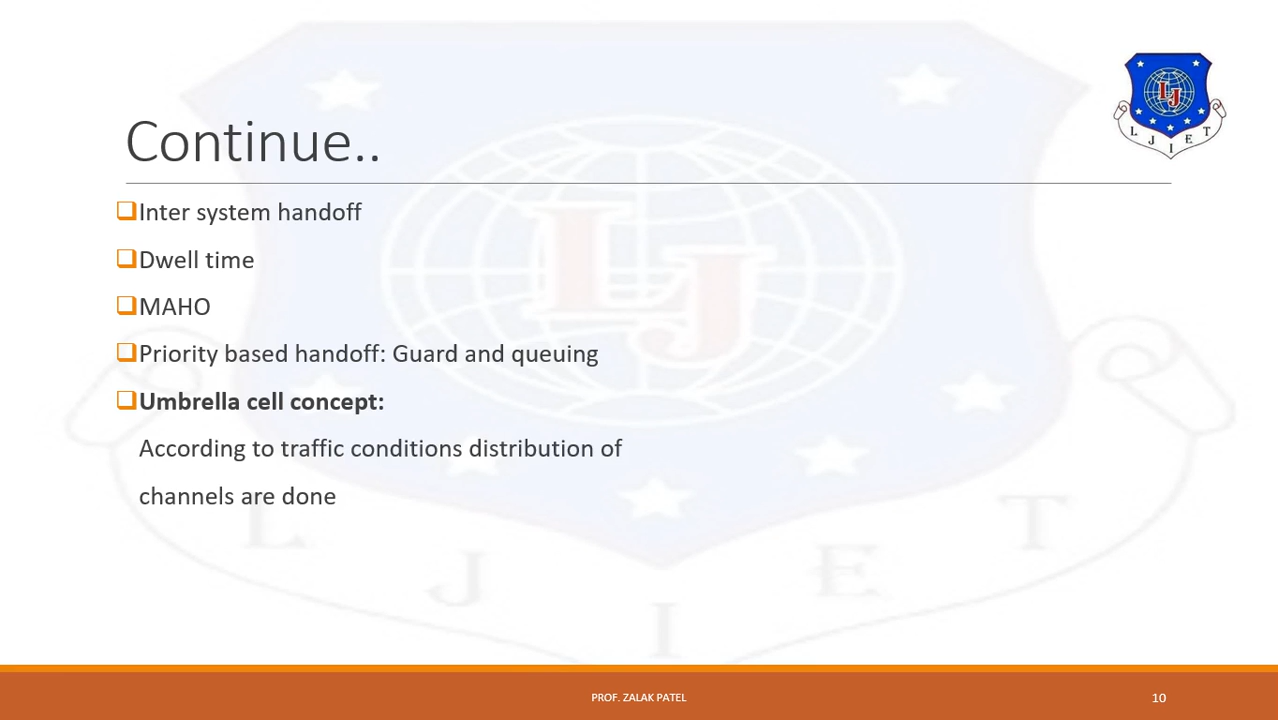 Continue..
Inter system handoff
Dwell time
MAHO
Priority based handoff: Guard and queuing
Umbrella cell concept:
According to traffic conditions distribution of
channels are done
LJ
L J I E T
L J I E T
PROF. ZALAK PATEL
10